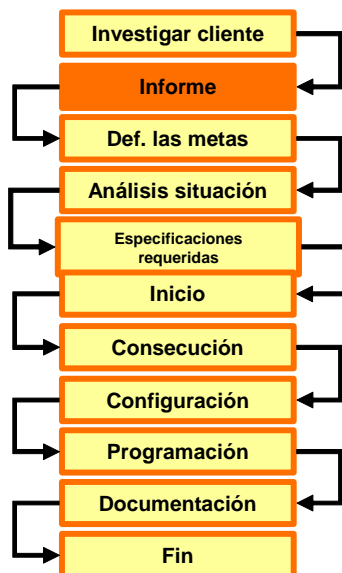 Investigar cliente
Informe
Def. las metas
Análisis situación
Especificaciones
requeridas
Inicio
Consecución
Configuración
Programación
Documentación
Fin